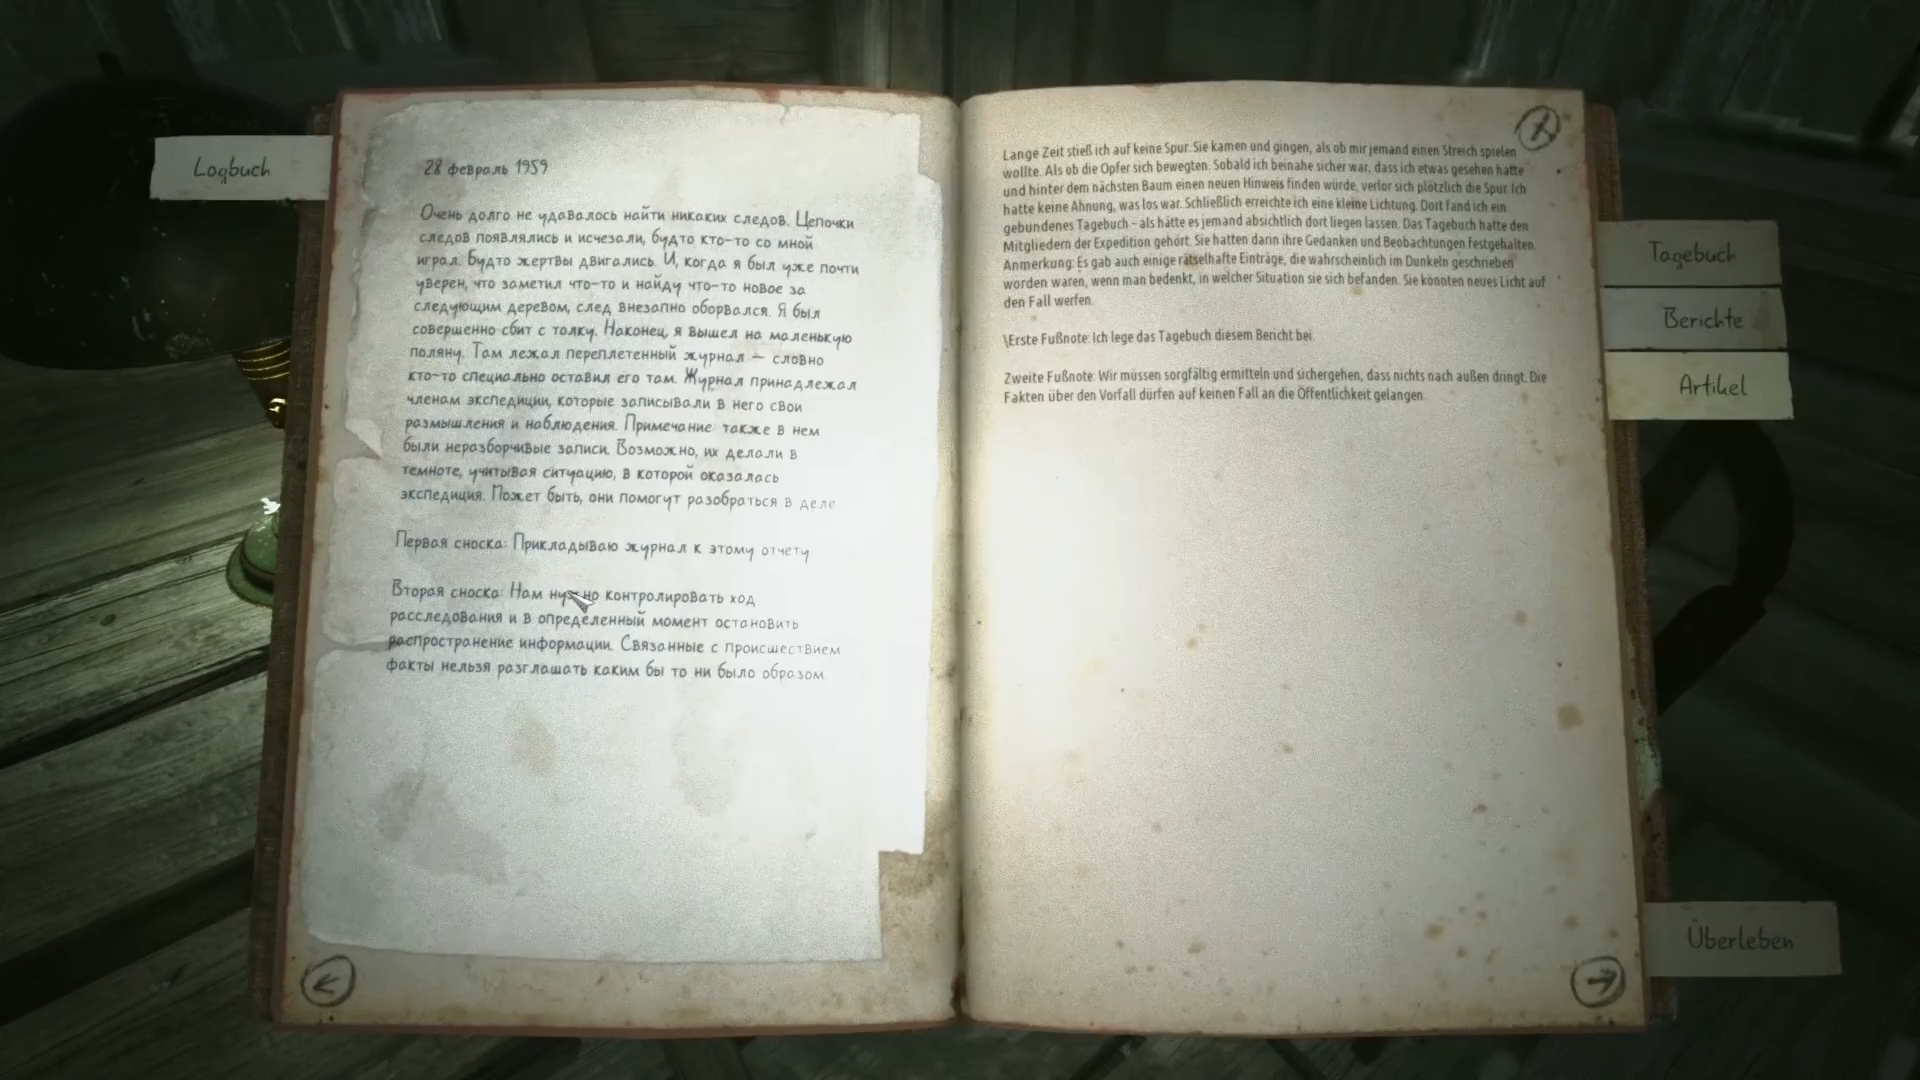 Logbuch
28 февраль 1959
Очень долго не удавалось найти никаких следов. Цепочки
следов появлялись и исчезали, будто кто-то со мной
играл. Будто жертвы двигались. И, когда я был уже почти
уверен, что заметил что-то и найду что-то новое за
следующим деревом, след внезапно оборвался. Я был
совершенно сбит с толку. Наконец, я вышел на маленькую
поляну. Там лежал переплетенный журнал – словно
кто-то специально оставил его там. Журнал принадлежал
членам экспедиции, которые записывали в него свои
размышления и наблюдения. Примечание: также в нем
были неразборчивые записи. Возможно, их делали в
темноте, учитывая ситуацию, в которой оказалась
экспедиция. Может быть, они помогут разобраться в деле
Первая сноска: Прикладываю журнал к этому отчету
Вторая сноска: Нам нужно контролировать ход
расследования и в определенный момент остановить
распространение информации. Связанные с происшествием
факты нельзя разглашать каким бы то ни было образом.
Lange Zeit stieß ich auf keine Spur. Sie kamen und gingen, als ob mir jemand einen Streich spielen
wollte. Als ob die Opfer sich bewegten. Sobald ich beinahe sicher war, dass ich etwas gesehen hatte
und hinter dem nächsten Baum einen neuen Hinweis finden würde, verlor sich plötzlich die Spur. Ich
hatte keine Ahnung, was los war. Schließlich erreichte ich eine kleine Lichtung. Dort fand ich ein
gebundenes Tagebuch – als hätte es jemand absichtlich dort liegen lassen. Das Tagebuch hatte den
Mitgliedern der Expedition gehört. Sie hatten darin ihre Gedanken und Beobachtungen festgehalten.
Anmerkung: Es gab auch einige rätselhafte Einträge, die wahrscheinlich im Dunkeln geschrieben
worden waren, wenn man bedenkt, in welcher Situation sie sich befanden. Sie könnten neues Licht auf
den Fall werfen.
\Erste Fußnote: Ich lege das Tagebuch diesem Bericht bei.
Zweite Fußnote: Wir müssen sorgfältig ermitteln und sichergehen, dass nichts nach außen dringt. Die
Fakten über den Vorfall dürfen auf keinen Fall an die Öffentlichkeit gelangen.
Tagebuch
Berichte
Artikel
Überleben